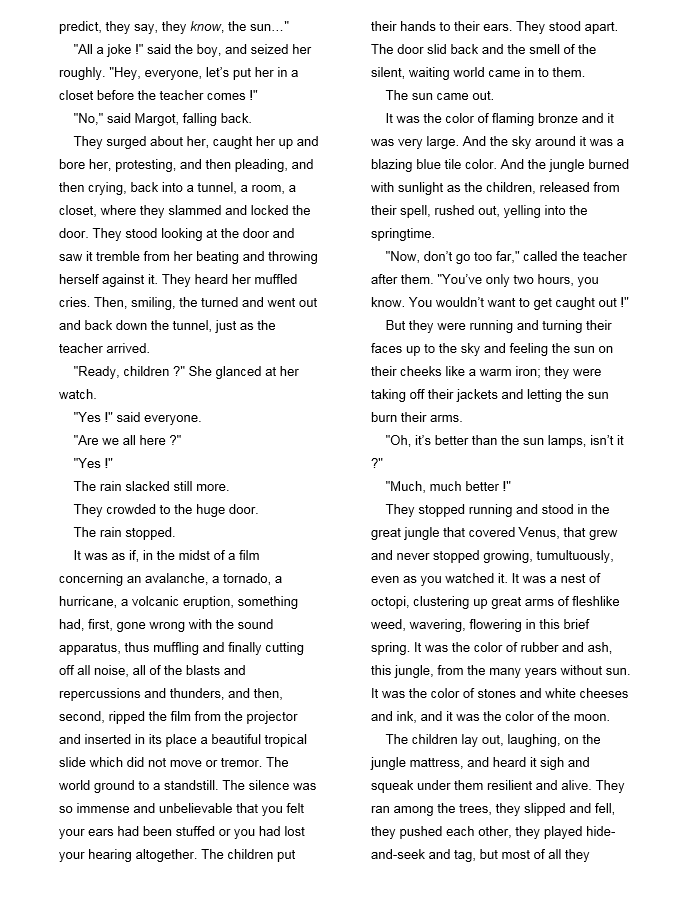 predict, they say, they know, the sun…"
"All a joke !" said the boy, and seized her
roughly. "Hey, everyone, let’s put her in a
closet before the teacher comes !"
"No," said Margot, falling back.
They surged about her, caught her up and
bore her, protesting, and then pleading, and
then crying, back into a tunnel, a room, a
closet, where they slammed and locked the
door. They stood looking at the door and
saw it tremble from her beating and throwing
herself against it. They heard her muffled
cries. Then, smiling, the turned and went out
and back down the tunnel, just as the
teacher arrived.
"Ready, children ?" She glanced at her
watch.
"Yes !" said everyone.
"Are we all here ?"
"Yes !"
The rain slacked still more.
They crowded to the huge door.
The rain stopped.
It was as if, in the midst of a film
concerning an avalanche, a tornado, a
hurricane, a volcanic eruption, something
had, first, gone wrong with the sound
apparatus, thus muffling and finally cutting
off all noise, all of the blasts and
repercussions and thunders, and then,
second, ripped the film from the projector
and inserted in its place a beautiful tropical
slide which did not move or tremor. The
world ground to a standstill. The silence was
so immense and unbelievable that you felt
your ears had been stuffed or you had lost
your hearing altogether. The children put
their hands to their ears. They stood apart.
The door slid back and the smell of the
silent, waiting world came in to them.
The sun came out.
It was the color of flaming bronze and it
was very large. And the sky around it was a
blazing blue tile color. And the jungle burned
with sunlight as the children, released from
their spell, rushed out, yelling into the
springtime.
"Now, don’t go too far," called the teacher
after them. "You’ve only two hours, you
know. You wouldn’t want to get caught out !"
But they were running and turning their
faces up to the sky and feeling the sun on
their cheeks like a warm iron; they were
taking off their jackets and letting the sun
burn their arms.
"Oh, it’s better than the sun lamps, isn’t it
?"
"Much, much better !"
They stopped running and stood in the
great jungle that covered Venus, that grew
and never stopped growing, tumultuously,
even as you watched it. It was a nest of
octopi, clustering up great arms of fleshlike
weed, wavering, flowering in this brief
spring. It was the color of rubber and ash,
this jungle, from the many years without sun.
It was the color of stones and white cheeses
and ink, and it was the color of the moon.
The children lay out, laughing, on the
jungle mattress, and heard it sigh and
squeak under them resilient and alive. They
ran among the trees, they slipped and fell,
they pushed each other, they played hide-
and-seek and tag, but most of all they